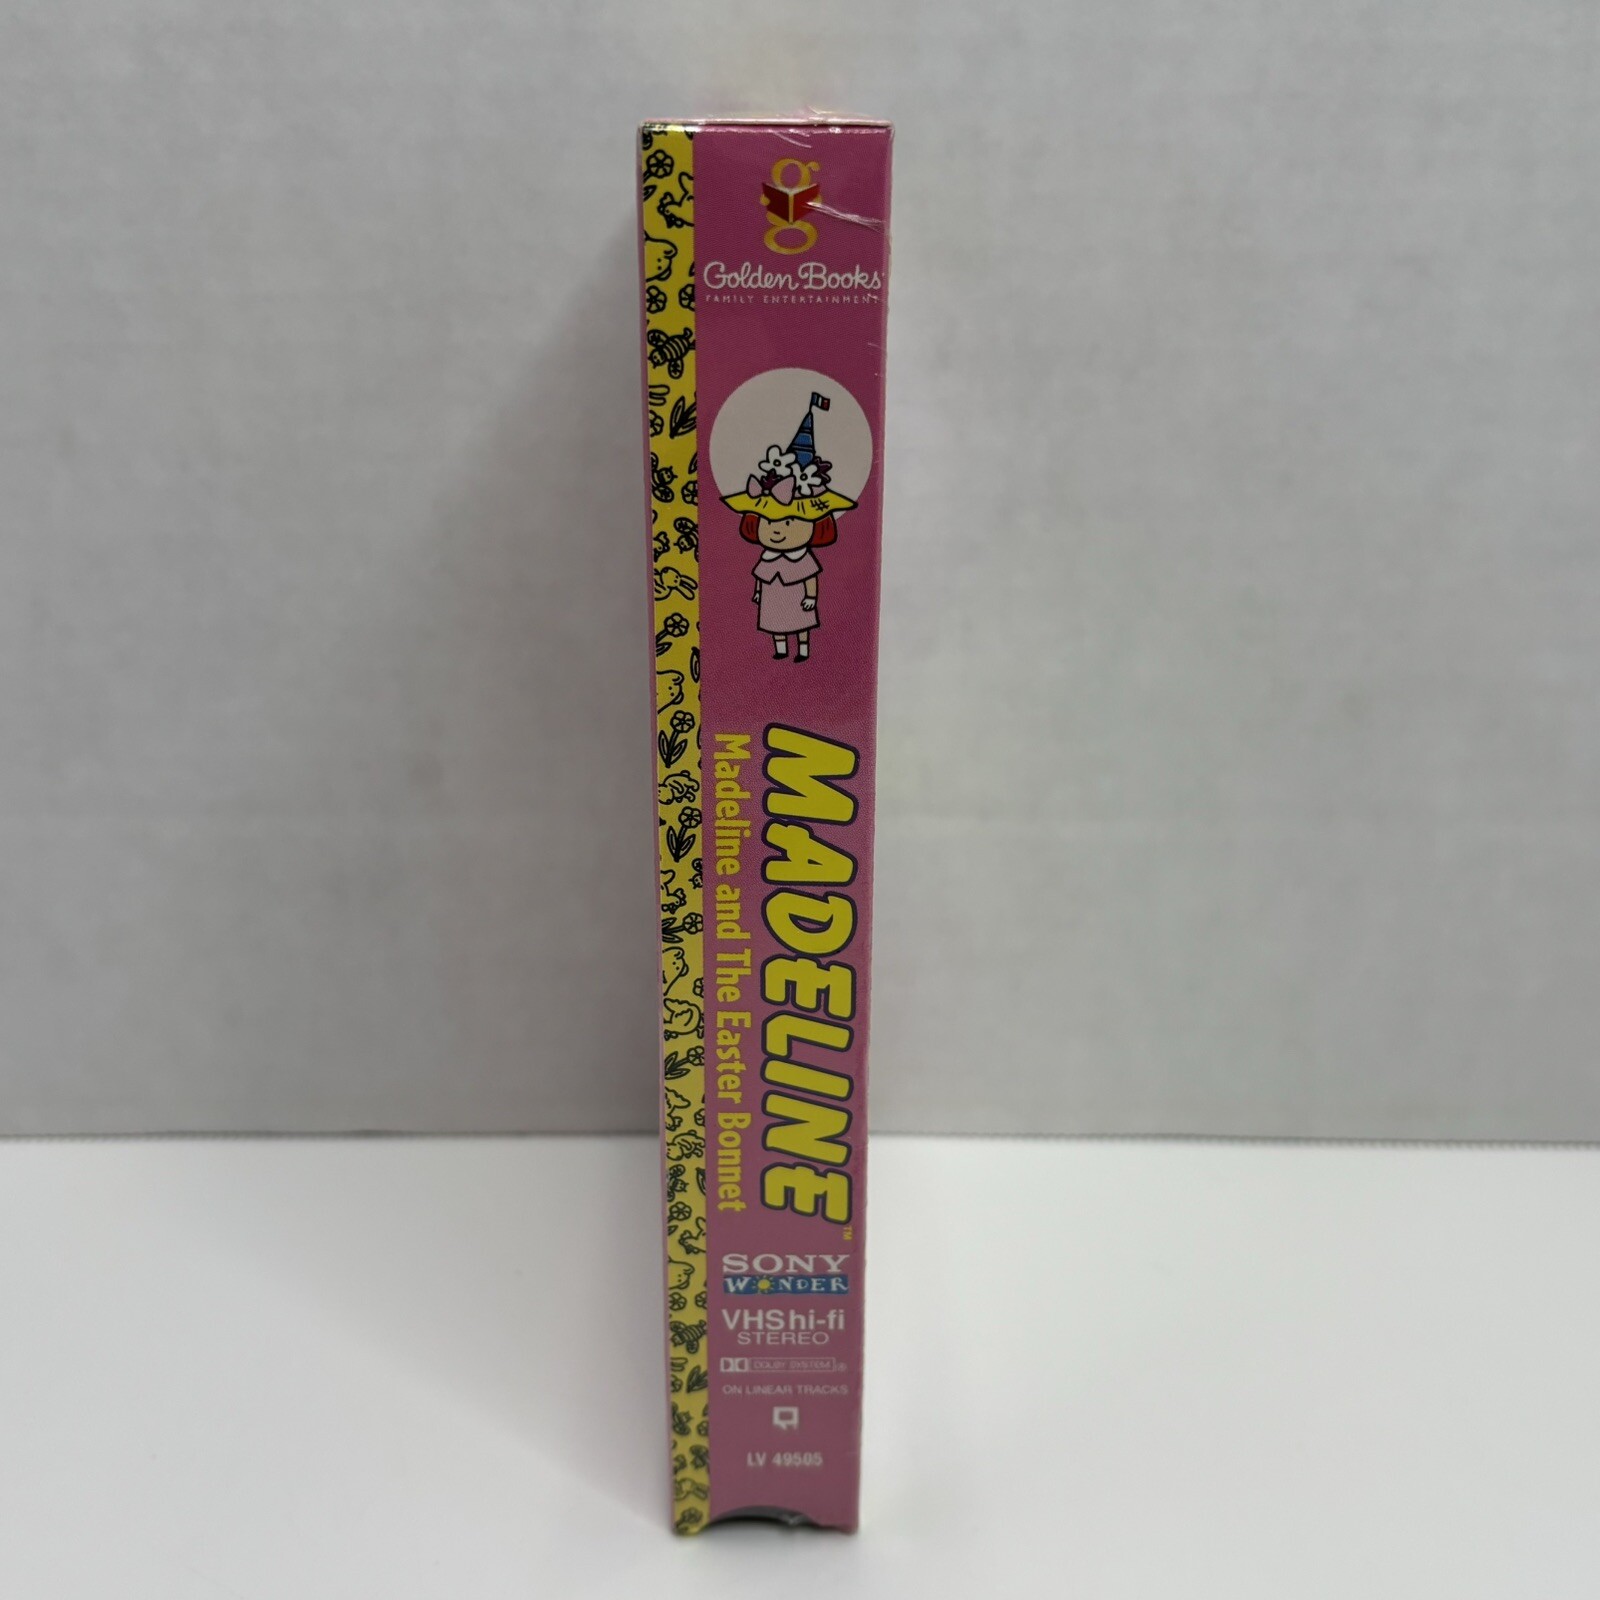 Golden Books
FAMILY ENTERTAINMENT
MADELINE™
Madeline and The Easter Bonnet
SONY
WONDER
VHS hi-fi
STEREO
DOLBY SYSTEM®
ON LINEAR TRACKS
LV 49505